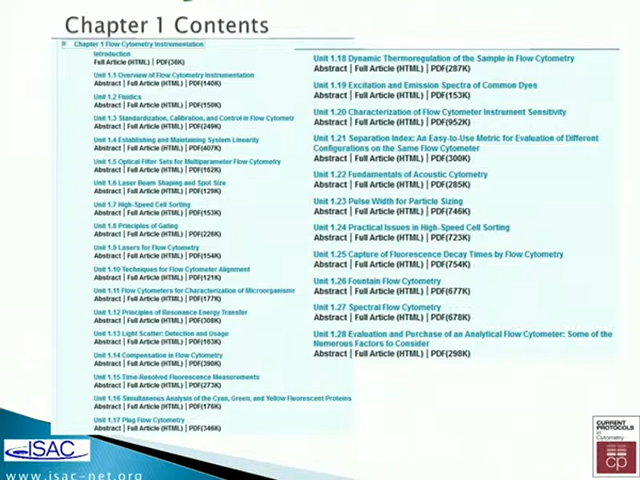 Chapter 1 Contents
Chapter 1 Flow Cytometry Instrumentation
Introduction
Full Article (HTML) | PDF(36K)
Unit 1.1 Overview of Flow Cytometry Instrumentation
Abstract | Full Article (HTML) | PDF(140K)
Unit 1.2 Fluidics
Abstract | Full Article (HTML) | PDF(150K)
Unit 1.3 Standardization, Calibration, and Control in Flow Cytometr
Abstract | Full Article (HTML) | PDF(249K)
Unit 1.4 Establishing and Maintaining System Linearity
Abstract | Full Article (HTML) | PDF(407K)
Unit 1.5 Optical Filter Sets for Multiparameter Flow Cytometry
Abstract | Full Article (HTML) | PDF(162K)
Unit 1.6 Laser Beam Shaping and Spot Size
Abstract | Full Article (HTML) | PDF(129K)
Unit 1.7 High-Speed Cell Sorting
Abstract | Full Article (HTML) | PDF(153K)
Unit 1.8 Principles of Gating
Abstract | Full Article (HTML) | PDF(226K)
Unit 1.9 Lasers for Flow Cytometry
Abstract | Full Article (HTML) | PDF(154K)
Unit 1.10 Techniques for Flow Cytometer Alignment
Abstract | Full Article (HTML) | PDF(121K)
Unit 1.11 Flow Cytometers for Characterization of Microorganisms
Abstract | Full Article (HTML) | PDF(177K)
Unit 1.12 Principles of Resonance Energy Transfer
Abstract | Full Article (HTML) | PDF(308K)
Unit 1.13 Light Scatter: Detection and Usage
Abstract | Full Article (HTML) | PDF(163K)
Unit 1.14 Compensation in Flow Cytometry
Abstract | Full Article (HTML) | PDF(390K)
Unit 1.15 Time-Resolved Fluorescence Measurements
Abstract | Full Article (HTML) | PDF(273K)
Unit 1.16 Simultaneous Analysis of the Cyan, Green, and Yellow Fluorescent Proteins
Abstract | Full Article (HTML) | PDF(176K)
Unit 1.17 Plug Flow Cytometry
Abstract | Full Article (HTML) | PDF(346K)
Unit 1.18 Dynamic Thermoregulation of the Sample in Flow Cytometry
Abstract | Full Article (HTML) | PDF(287K)
Unit 1.19 Excitation and Emission Spectra of Common Dyes
Abstract | Full Article (HTML) | PDF(153K)
Unit 1.20 Characterization of Flow Cytometer Instrument Sensitivity
Abstract | Full Article (HTML) | PDF(952K)
Unit 1.21 Separation Index: An Easy-to-Use Metric for Evaluation of Different
Configurations on the Same Flow Cytometer
Abstract | Full Article (HTML) | PDF(300K)
Unit 1.22 Fundamentals of Acoustic Cytometry
Abstract | Full Article (HTML) | PDF(285K)
Unit 1.23 Pulse Width for Particle Sizing
Abstract | Full Article (HTML) | PDF(746K)
Unit 1.24 Practical Issues in High-Speed Cell Sorting
Abstract | Full Article (HTML) | PDF(723K)
Unit 1.25 Capture of Fluorescence Decay Times by Flow Cytometry
Abstract | Full Article (HTML) | PDF(754K)
Unit 1.26 Fountain Flow Cytometry
Abstract | Full Article (HTML) | PDF(677K)
Unit 1.27 Spectral Flow Cytometry
Abstract | Full Article (HTML) | PDF(678K)
Unit 1.28 Evaluation and Purchase of an Analytical Flow Cytometer: Some of the
Numerous Factors to Consider
Abstract | Full Article (HTML) | PDF(298K)
ISAC
www.isac-net.org
CURRENT
PROTOCOLS
in
Cytometry
cp